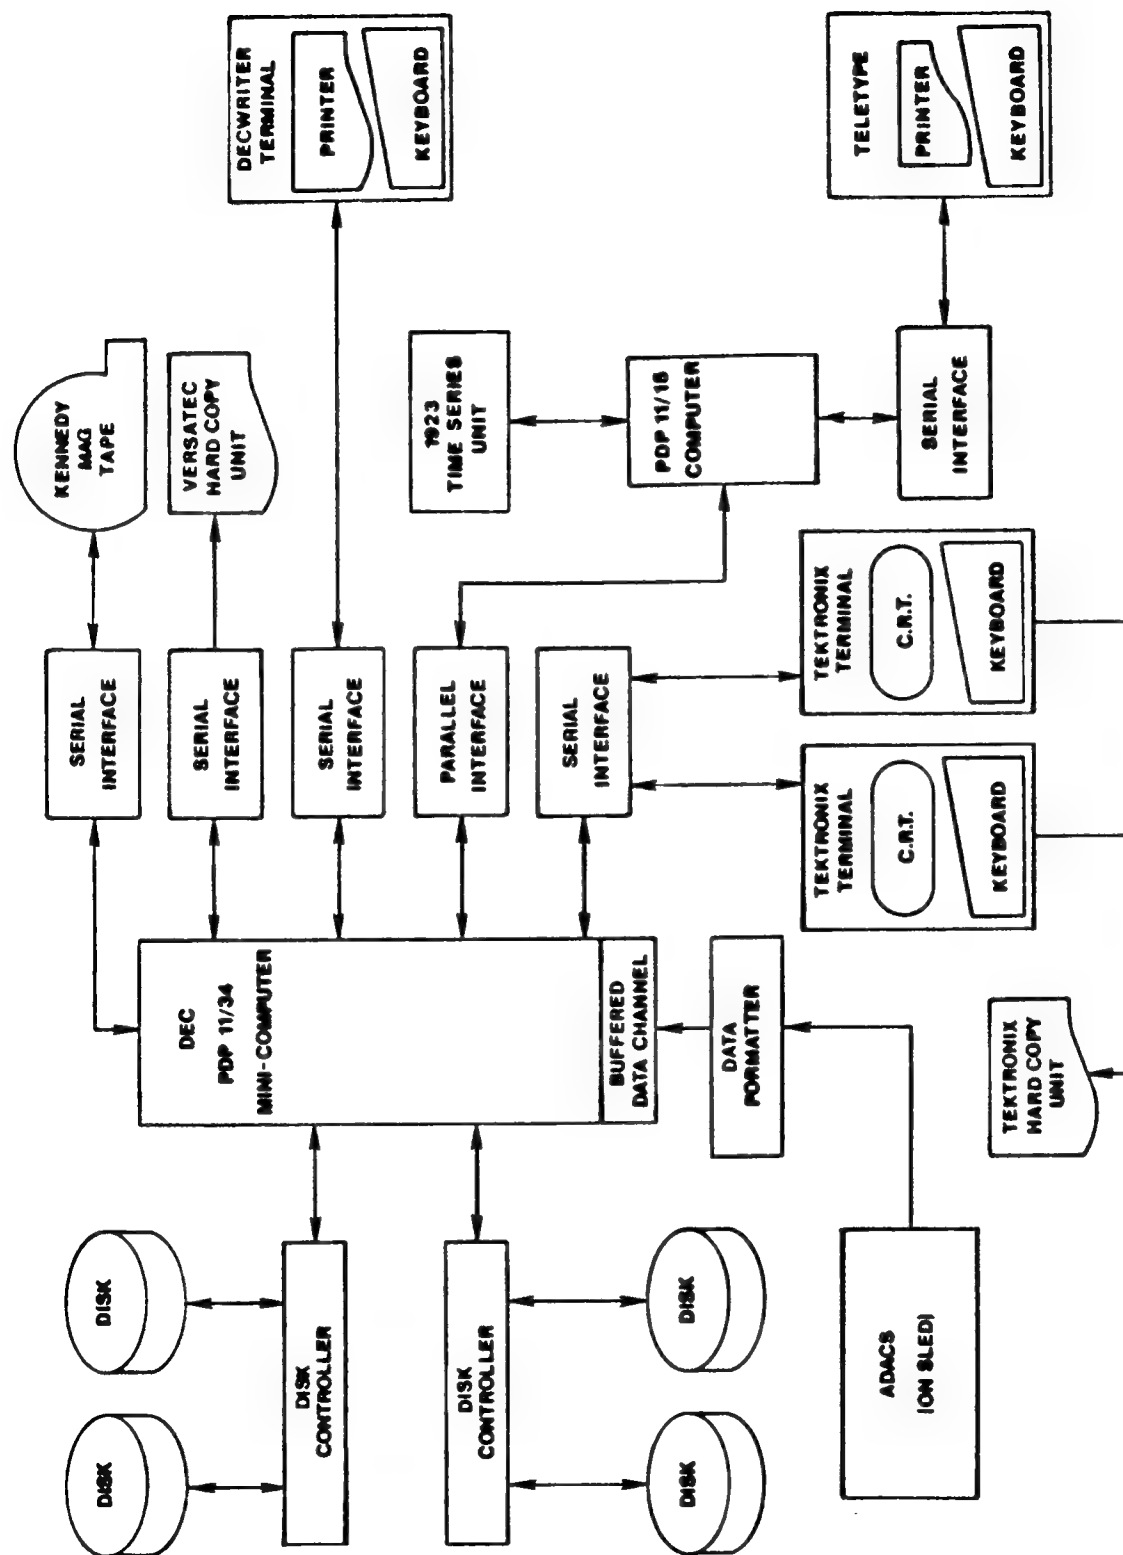 DECWRITER
TERMINAL
PRINTER
KEYBOARD
TELETYPE
PRINTER
KEYBOARD
KENNEDY
MAG
TAPE
VERSATEC
HARD COPY
UNIT
1923
TIME SERIES
UNIT
PDP 11/15
COMPUTER
SERIAL
INTERFACE
SERIAL
INTERFACE
SERIAL
INTERFACE
SERIAL
INTERFACE
PARALLEL
INTERFACE
SERIAL
INTERFACE
TEKTRONIX
TERMINAL
C.R.T.
KEYBOARD
TEKTRONIX
TERMINAL
C.R.T.
KEYBOARD
DEC
PDP 11/34
MINI-COMPUTER
BUFFERED
DATA CHANNEL
DATA
FORMATTER
TEKTRONIX
HARD COPY
UNIT
DISK
DISK
DISK
CONTROLLER
DISK
CONTROLLER
DISK
DISK
ADACS
(ON SLED)